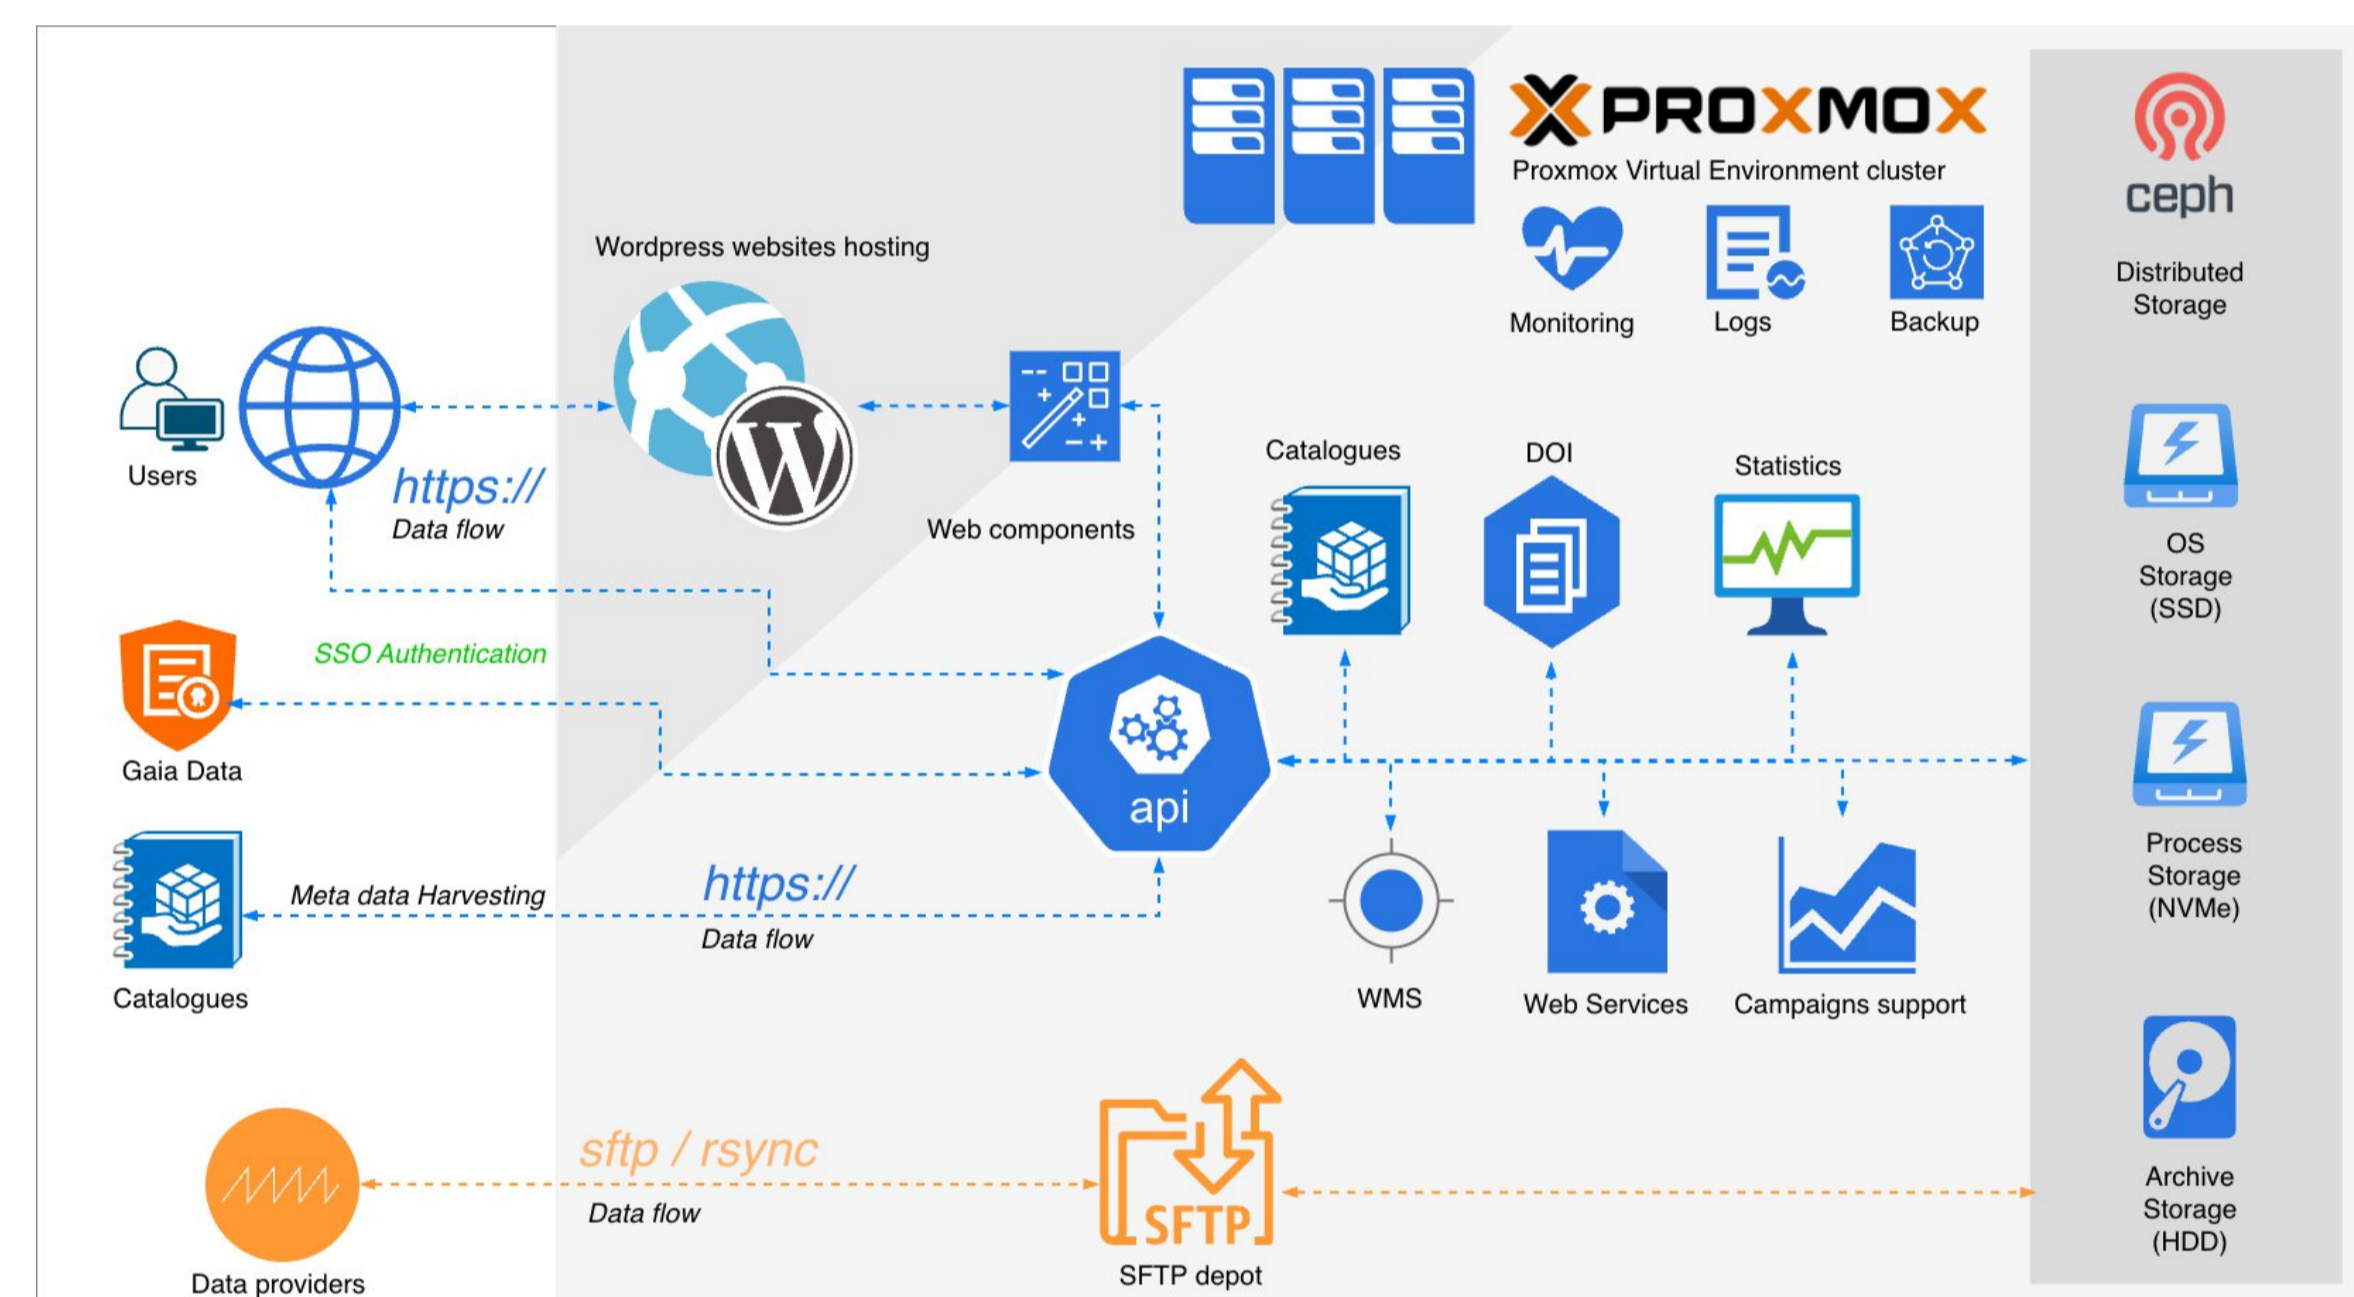 PROXMOX
Proxmox Virtual Environment cluster
ceph
Monitoring
Logs
Backup
Distributed
Storage
Wordpress websites hosting
W
Users
https://
Data flow
Web components
Catalogues
DOI
Statistics
OS
Storage
(SSD)
SSO Authentication
Gaia Data
api
Process
Storage
(NVMe)
Meta data Harvesting
https://
Data flow
Catalogues
WMS
Web Services
Campaigns support
sftp / rsync
Data flow
SFTP
Archive
Storage
(HDD)
Data providers
SFTP depot